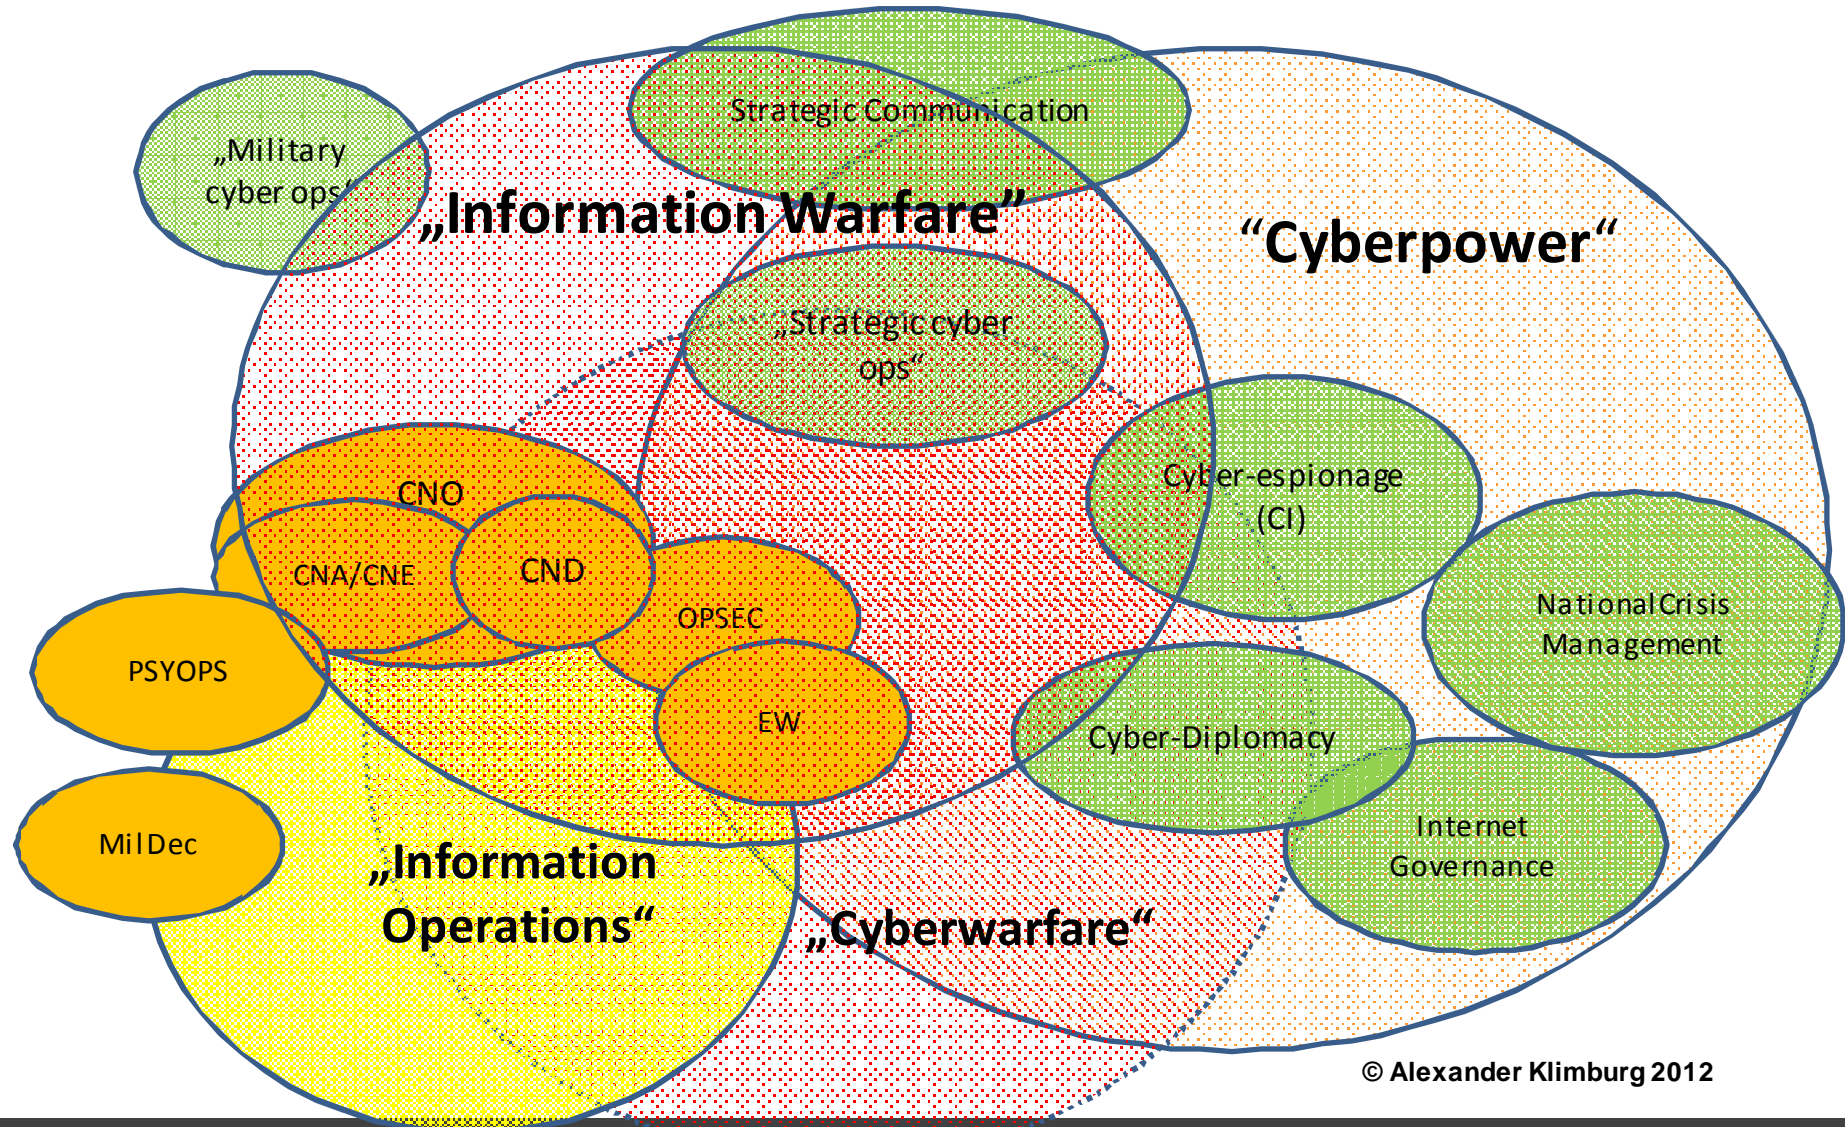 Strategic Communication
„Military
cyber ops“
„Information Warfare”
“Cyberpower“
„Strategic cyber
ops“
Cyber-espionage
(CI)
CNO
CNA/CNE
CND
OPSEC
National Crisis
Management
PSYOPS
EW
Cyber-Diplomacy
MilDec
Internet
Governance
„Information
Operations“
„Cyberwarfare“
© Alexander Klimburg 2012